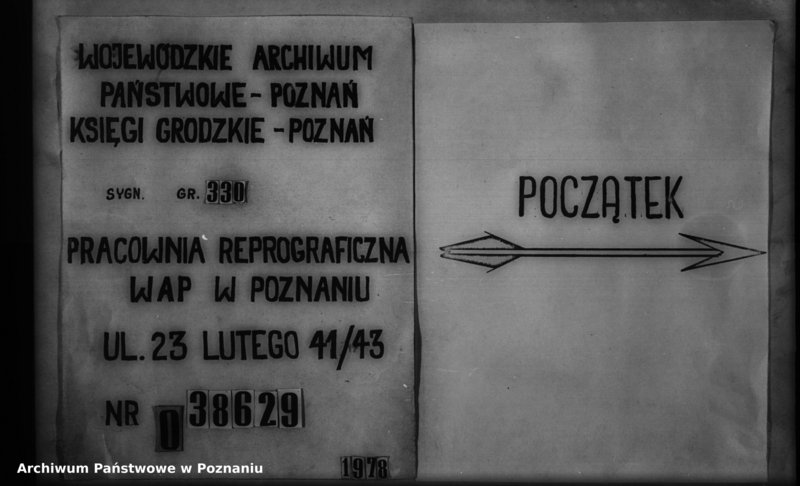 WOJEWÓDZKIE ARCHIWUM
PAŃSTWOWE - POZNAŃ
KSIĘGI GRODZKIE - POZNAŃ
SYGN. GR. 330
PRACOWNIA REPROGRAFICZNA
WAP W POZNANIU
UL. 23 LUTEGO 41/43
NR 0 38629
1978
POCZĄTEK
Archiwum Państwowe w Poznaniu